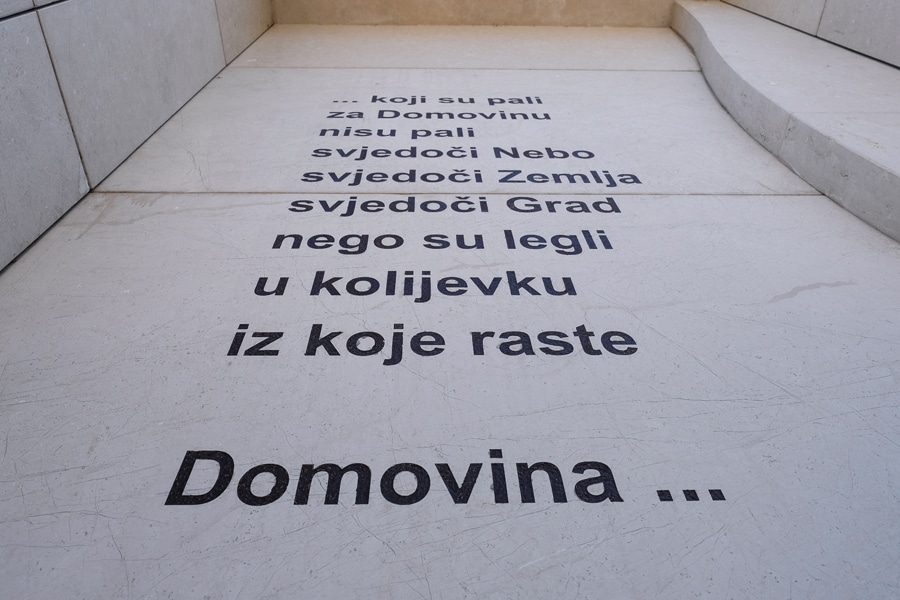 ... koji su pali
za Domovinu
nisu pali
svjedoči Nebo
svjedoči Zemlja
svjedoči Grad
nego su legli
u kolijevku
iz koje raste
Domovina ...